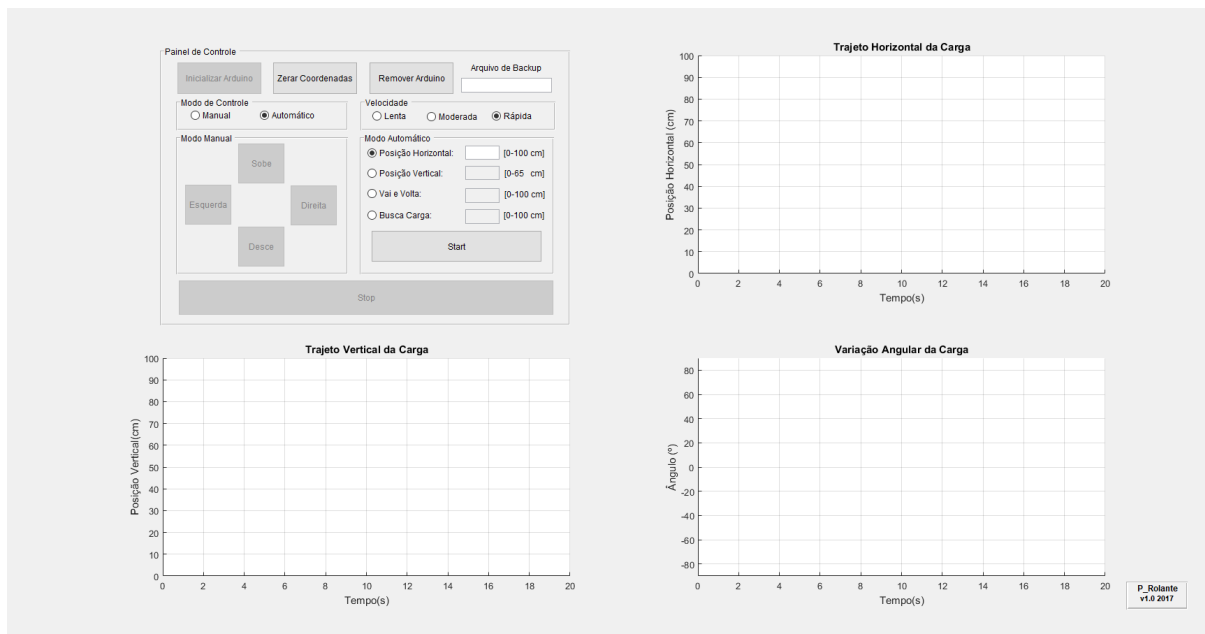 Painel de Controle
Inicializar Arduino Zerar Coordenadas Remover Arduino Arquivo de Backup
Modo de Controle
Manual Automático
Velocidade
Lenta Moderada Rápida
Modo Manual
Sobe
Esquerda Direita
Desce
Modo Automático
Posição Horizontal: [0-100 cm]
Posição Vertical: [0-65 cm]
Vai e Volta: [0-100 cm]
Busca Carga: [0-100 cm]
Start
Stop
Trajeto Horizontal da Carga
Posição Horizontal (cm)
100
90
80
70
60
50
40
30
20
10
0
0 2 4 6 8 10 12 14 16 18 20
Tempo(s)
Trajeto Vertical da Carga
Posição Vertical(cm)
100
90
80
70
60
50
40
30
20
10
0
0 2 4 6 8 10 12 14 16 18 20
Tempo(s)
Variação Angular da Carga
Ângulo (º)
80
60
40
20
0
-20
-40
-60
-80
0 2 4 6 8 10 12 14 16 18 20
Tempo(s)
P_Rolante
v1.0 2017